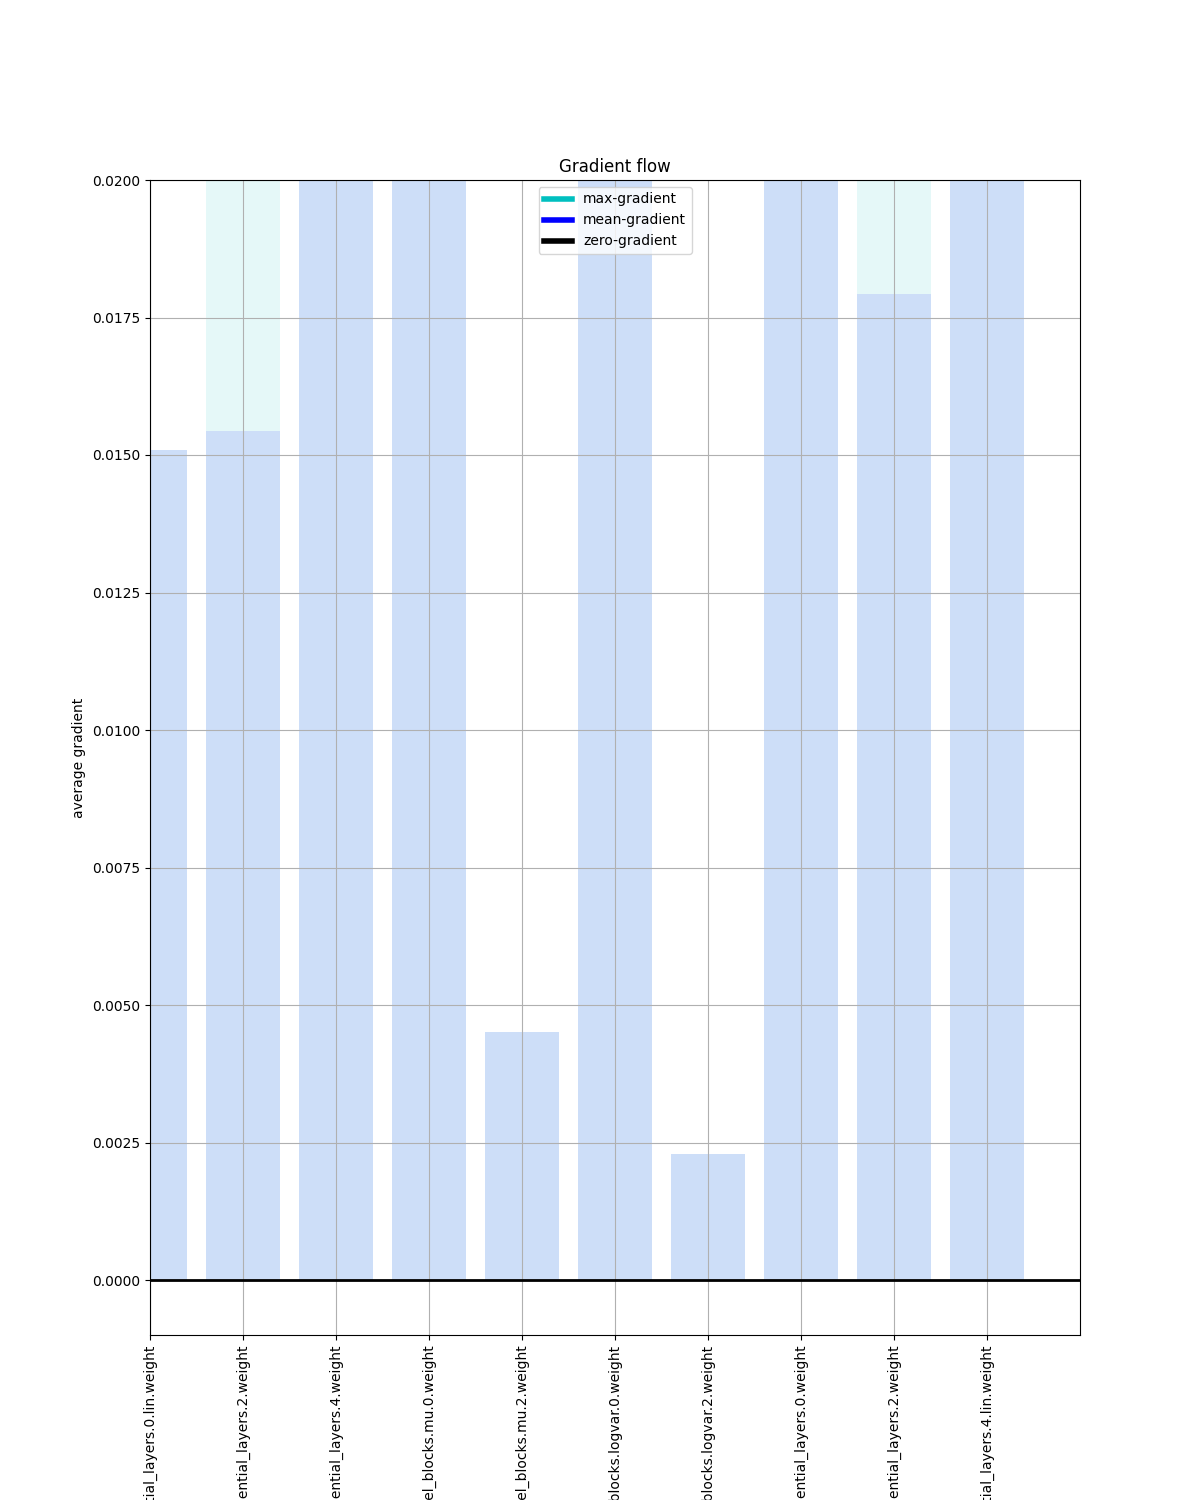 Gradient flow
max-gradient
mean-gradient
zero-gradient
0.0200
0.0175
0.0150
0.0125
0.0100
0.0075
0.0050
0.0025
0.0000
average gradient
tial_layers.0.lin.weight
ential_layers.2.weight
ential_layers.4.weight
el_blocks.mu.0.weight
el_blocks.mu.2.weight
blocks.logvar.0.weight
blocks.logvar.2.weight
ential_layers.0.weight
ential_layers.2.weight
tial_layers.4.lin.weight